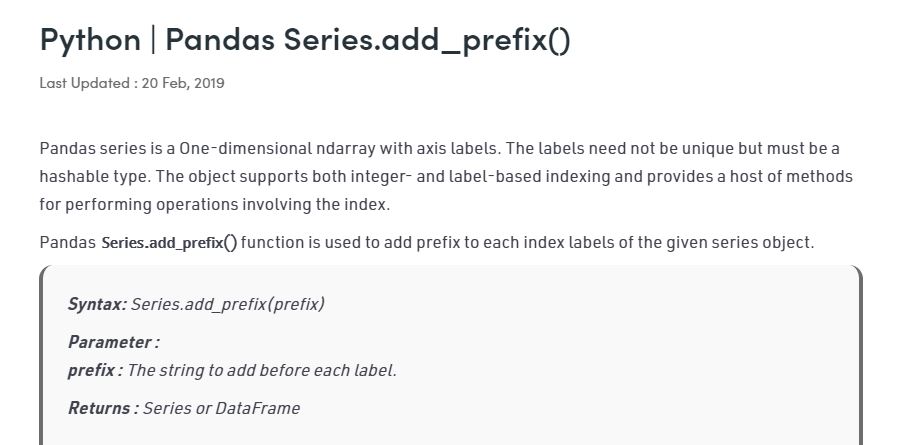 Python | Pandas Series.add_prefix()
Last Updated : 20 Feb, 2019
Pandas series is a One-dimensional ndarray with axis labels. The labels need not be unique but must be a
hashable type. The object supports both integer- and label-based indexing and provides a host of methods
for performing operations involving the index.
Pandas Series.add_prefix() function is used to add prefix to each index labels of the given series object.
Syntax: Series.add_prefix(prefix)
Parameter :
prefix : The string to add before each label.
Returns : Series or DataFrame